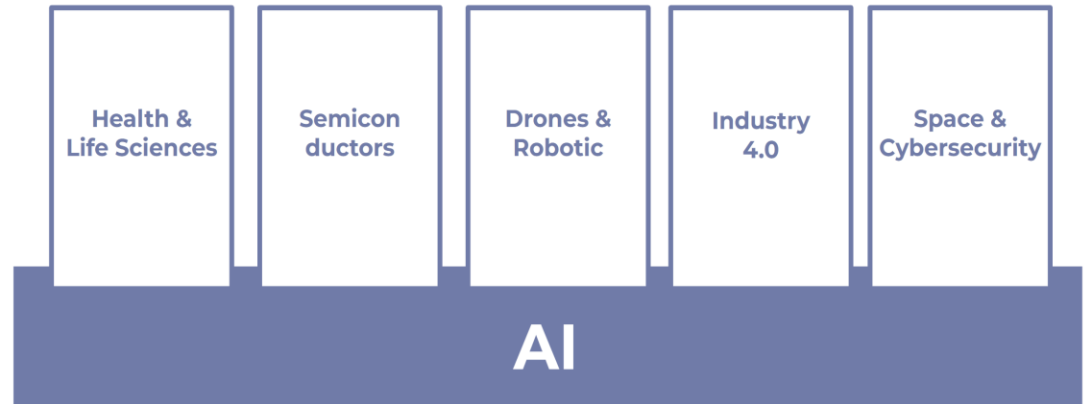 Health &
Life Sciences
Semicon
ductors
Drones &
Robotic
Industry
4.0
Space &
Cybersecurity
AI